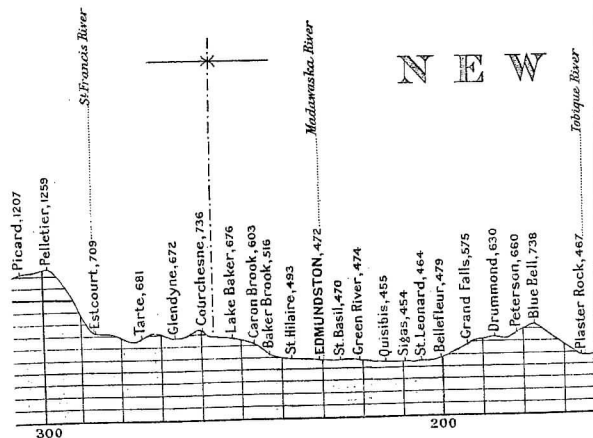 St Francis River
Madawaska River
NEW
Tobique River
Picard, 1207
Pelletier, 1259
Estcourt, 709
Tarte, 681
Glendyne, 672
Courchesne, 736
Lake Baker, 676
Caron Brook, 603
Baker Brook, 516
St Hilaire, 493
EDMUNDSTON, 472
St. Basil, 470
Green River, 474
Quisibis, 455
Sigas, 454
St. Leonard, 464
Bellefleur, 479
Grand Falls, 575
Drummond, 630
Peterson, 660
Blue Bell, 738
Plaster Rock, 467
300
200